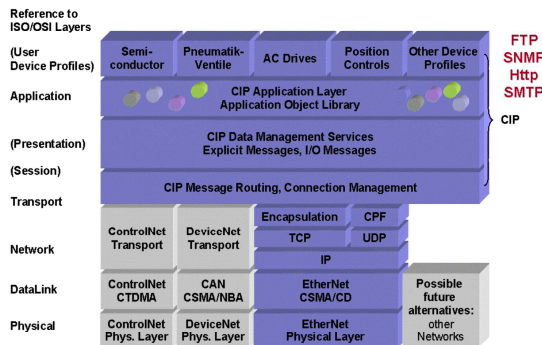 Reference to
ISO/OSI Layers
(User
Device Profiles)
Semi-
conductor
Pneumatik-
Ventile
AC Drives
Position
Controls
Other Device
Profiles
FTP
SNMP
Http
SMTP
Application
CIP Application Layer
Application Object Library
CIP
(Presentation)
CIP Data Management Services
Explicit Messages, I/O Messages
(Session)
CIP Message Routing, Connection Management
Transport
ControlNet
Transport
DeviceNet
Transport
Encapsulation
CPF
TCP
UDP
Network
IP
DataLink
ControlNet
CTDMA
CAN
CSMA/NBA
EtherNet
CSMA/CD
Possible
future
alternatives:
other
Networks
Physical
ControlNet
Phys. Layer
DeviceNet
Phys. Layer
EtherNet
Physical Layer